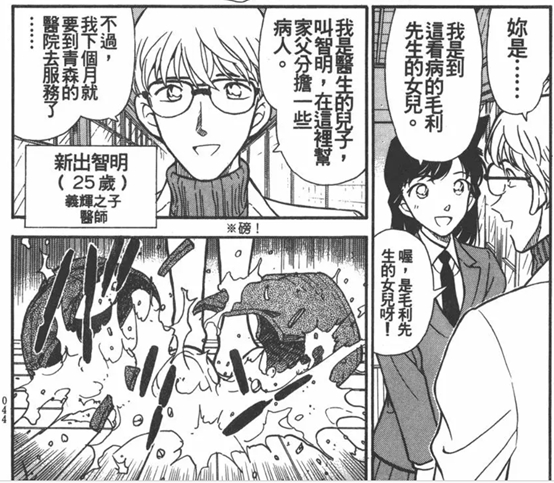 妳是……
我是到
這看病的毛利
先生的女兒。
喔，是毛利先
生的女兒呀！
我是醫生的兒子，
叫智明，在這裡幫
家父分擔一些
病人。
不過，
我下個月就
要到青森的
醫院去服務了
……
新出智明
（25歲）
義輝之子
醫師
※磅！
044